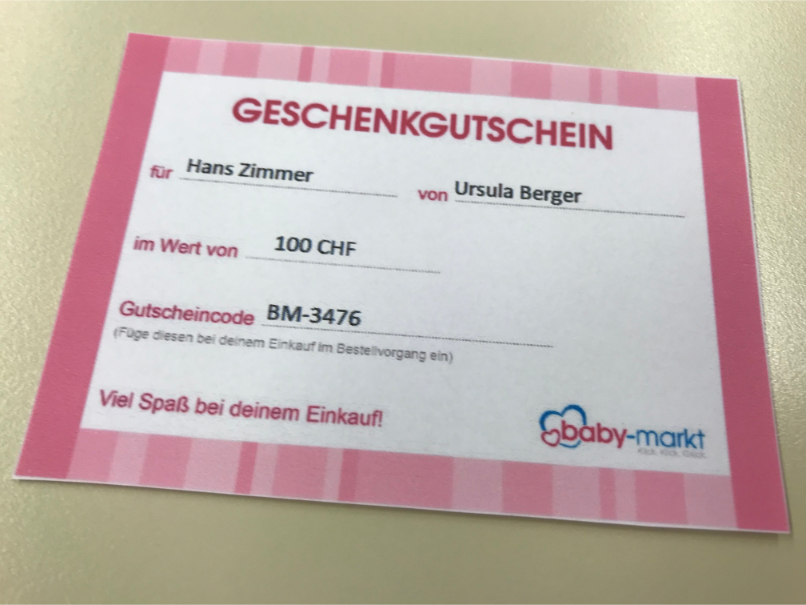 GESCHENKGUTSCHEIN
für Hans Zimmer von Ursula Berger
im Wert von 100 CHF
Gutscheincode BM-3476
(Füge diesen bei deinem Einkauf im Bestellvorgang ein)
Viel Spaß bei deinem Einkauf!
baby-markt
Klick. Klick. Glück.